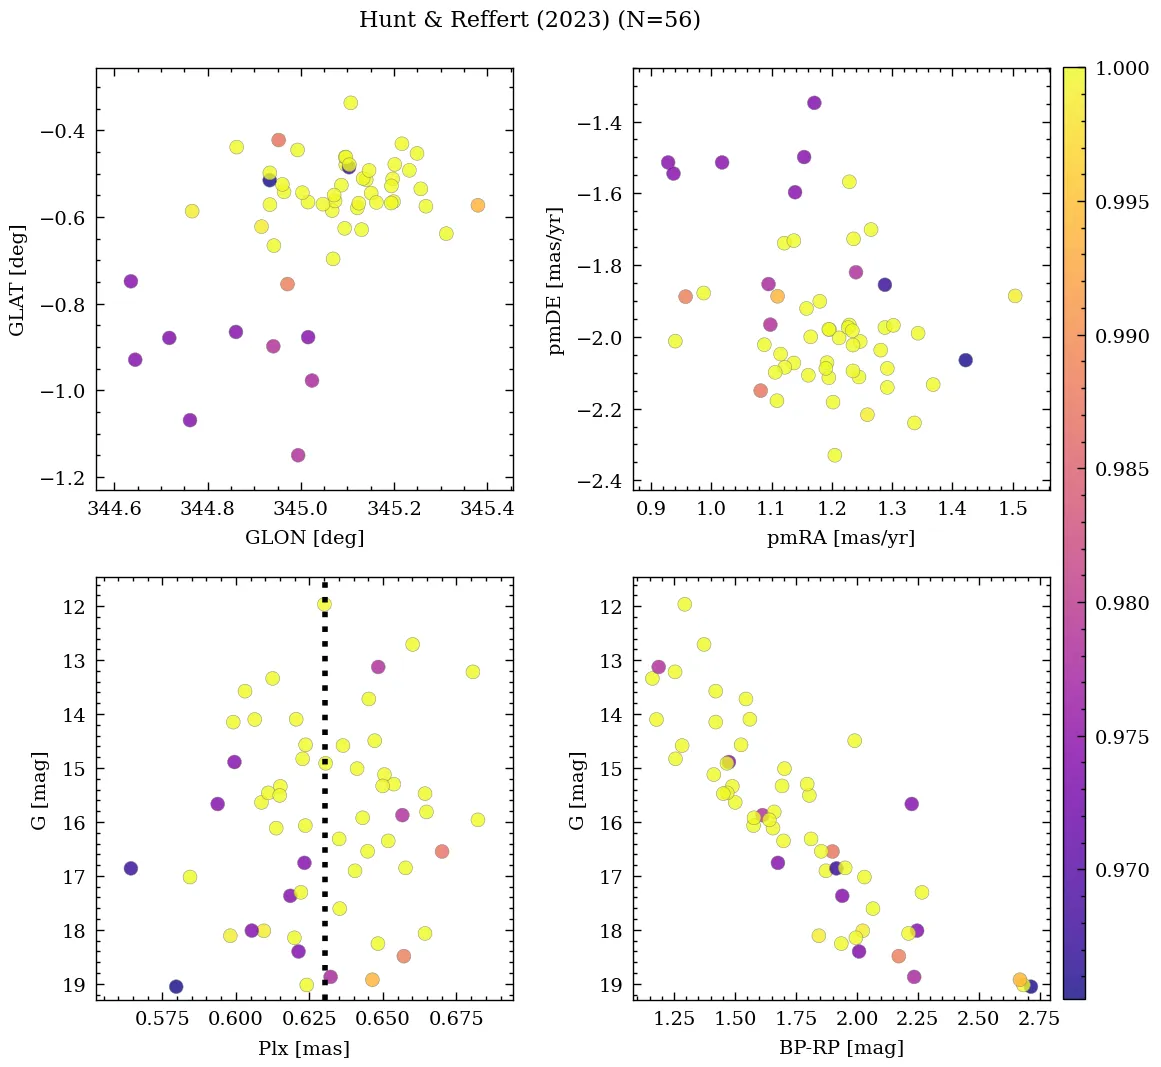 Hunt & Reffert (2023) (N=56)
−0.4
−0.6
−0.8
−1.0
−1.2
GLAT [deg]
344.6 344.8 345.0 345.2 345.4
GLON [deg]
−1.4
−1.6
−1.8
−2.0
−2.2
−2.4
pmDE [mas/yr]
0.9 1.0 1.1 1.2 1.3 1.4 1.5
pmRA [mas/yr]
12
13
14
15
16
17
18
19
G [mag]
0.575 0.600 0.625 0.650 0.675
Plx [mas]
12
13
14
15
16
17
18
19
G [mag]
1.25 1.50 1.75 2.00 2.25 2.50 2.75
BP-RP [mag]
1.000
0.995
0.990
0.985
0.980
0.975
0.970